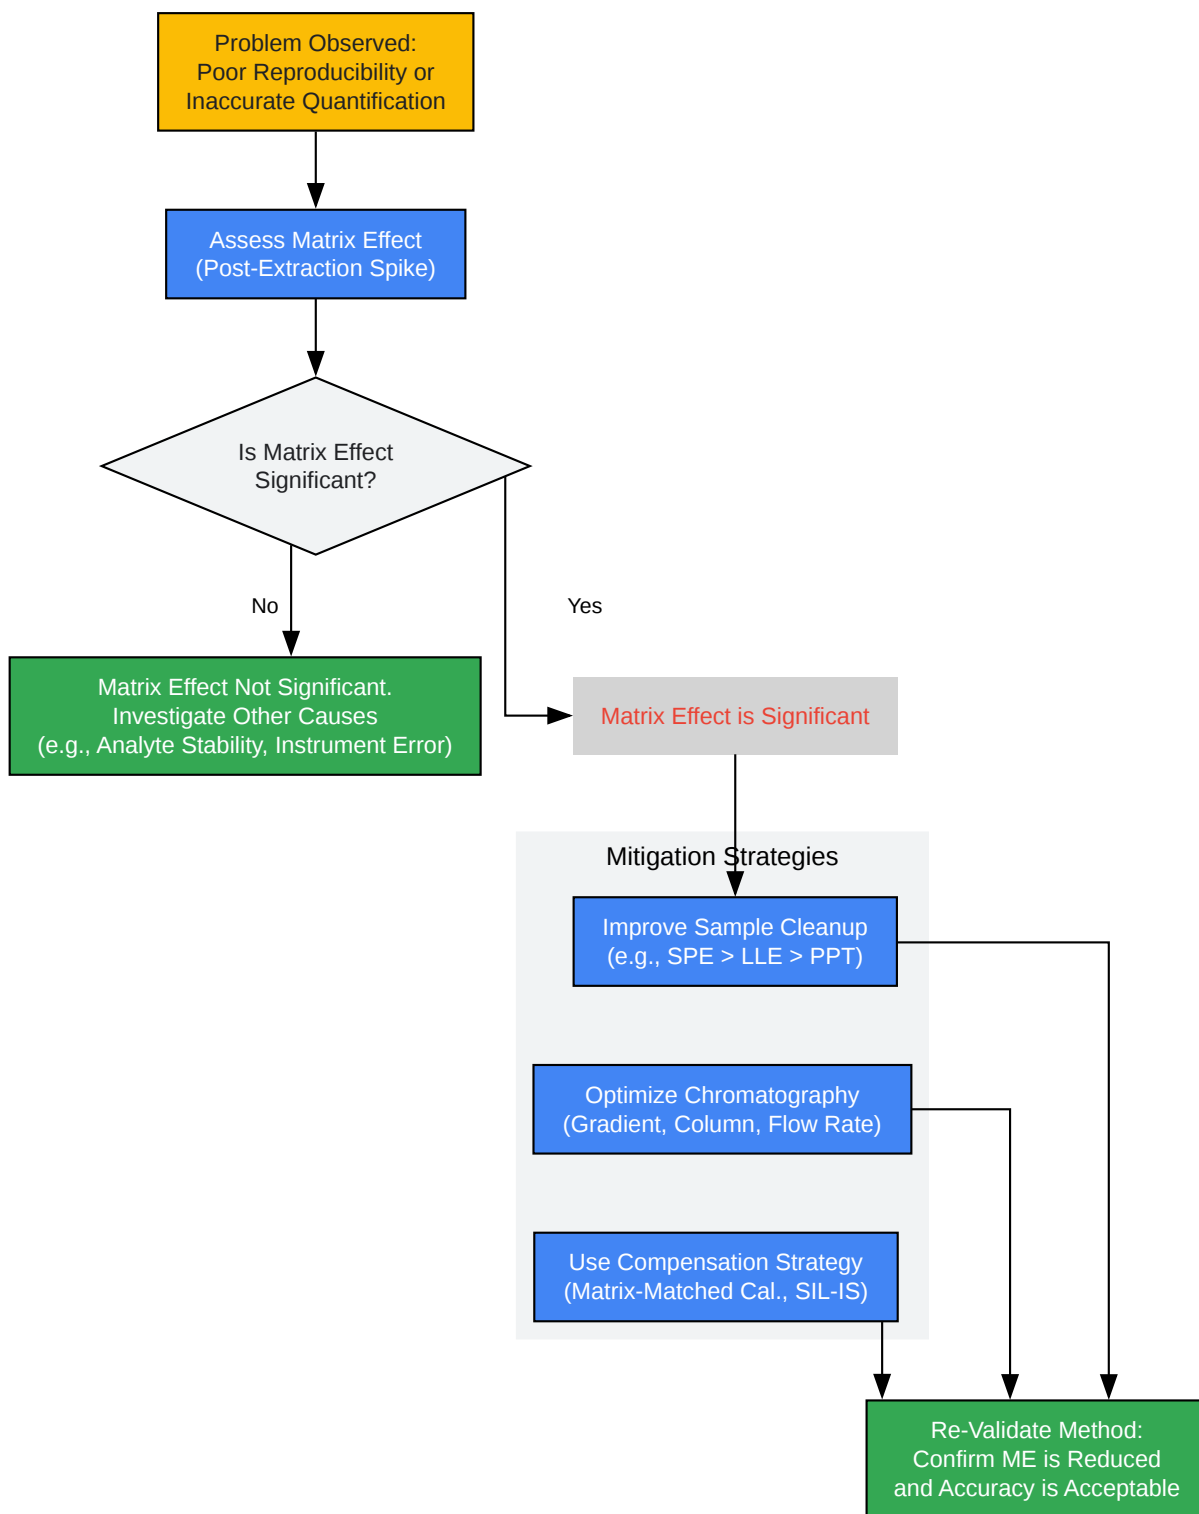 Problem Observed:
Poor Reproducibility or
Inaccurate Quantification
Assess Matrix Effect
(Post-Extraction Spike)
Is Matrix Effect
Significant?
No
Yes
Matrix Effect Not Significant.
Investigate Other Causes
(e.g., Analyte Stability, Instrument Error)
Matrix Effect is Significant
Mitigation Strategies
Improve Sample Cleanup
(e.g., SPE > LLE > PPT)
Optimize Chromatography
(Gradient, Column, Flow Rate)
Use Compensation Strategy
(Matrix-Matched Cal., SIL-IS)
Re-Validate Method:
Confirm ME is Reduced
and Accuracy is Acceptable